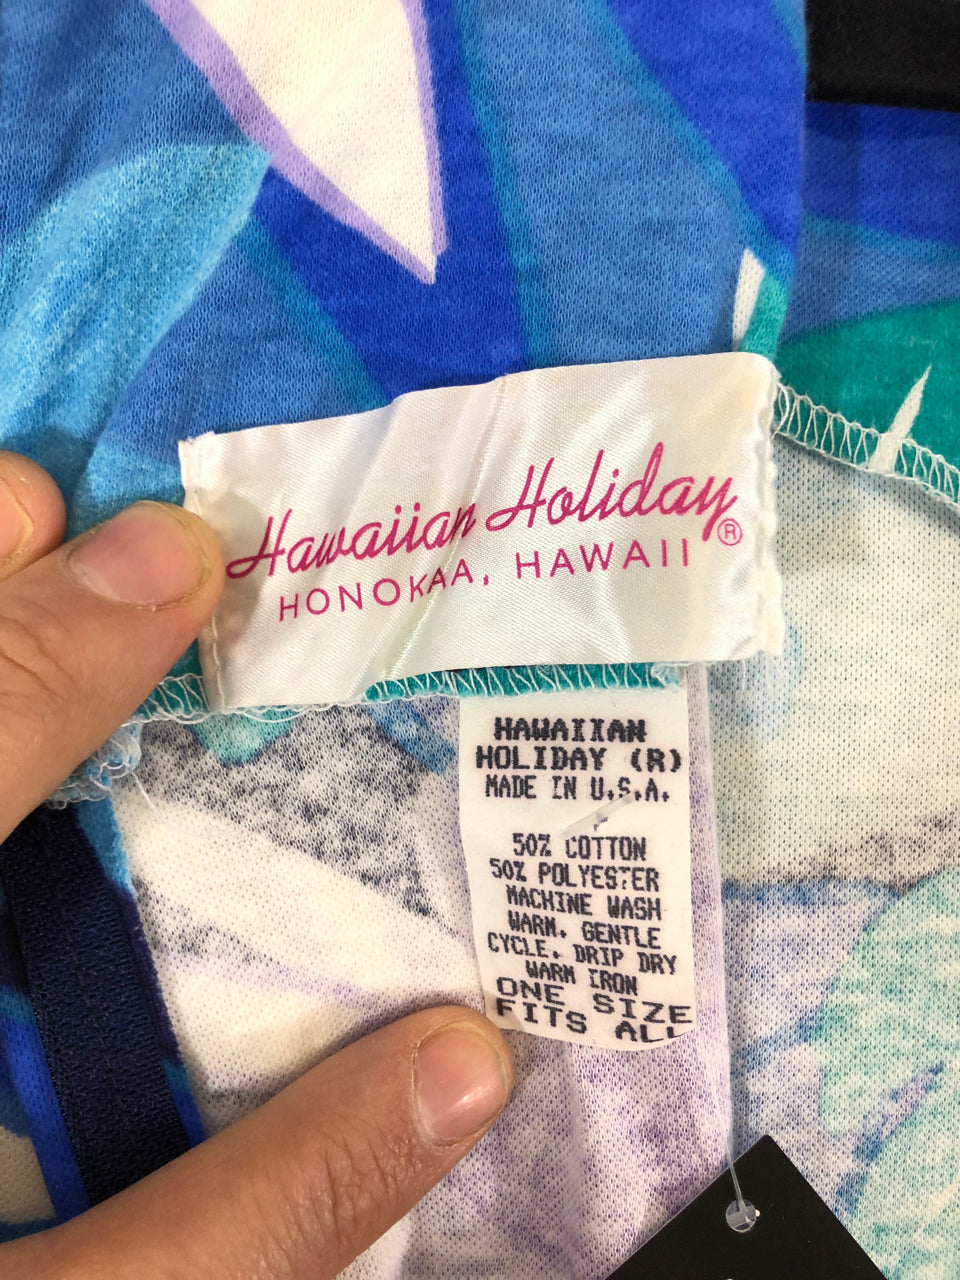 Hawaiian Holiday®
HONOKAA, HAWAII
HAWAIIAN
HOLIDAY (R)
MADE IN U.S.A.
50% COTTON
50% POLYESTER
MACHINE WASH
WARM. GENTLE
CYCLE. DRIP DRY
WARM IRON
ONE SIZE
FITS ALL